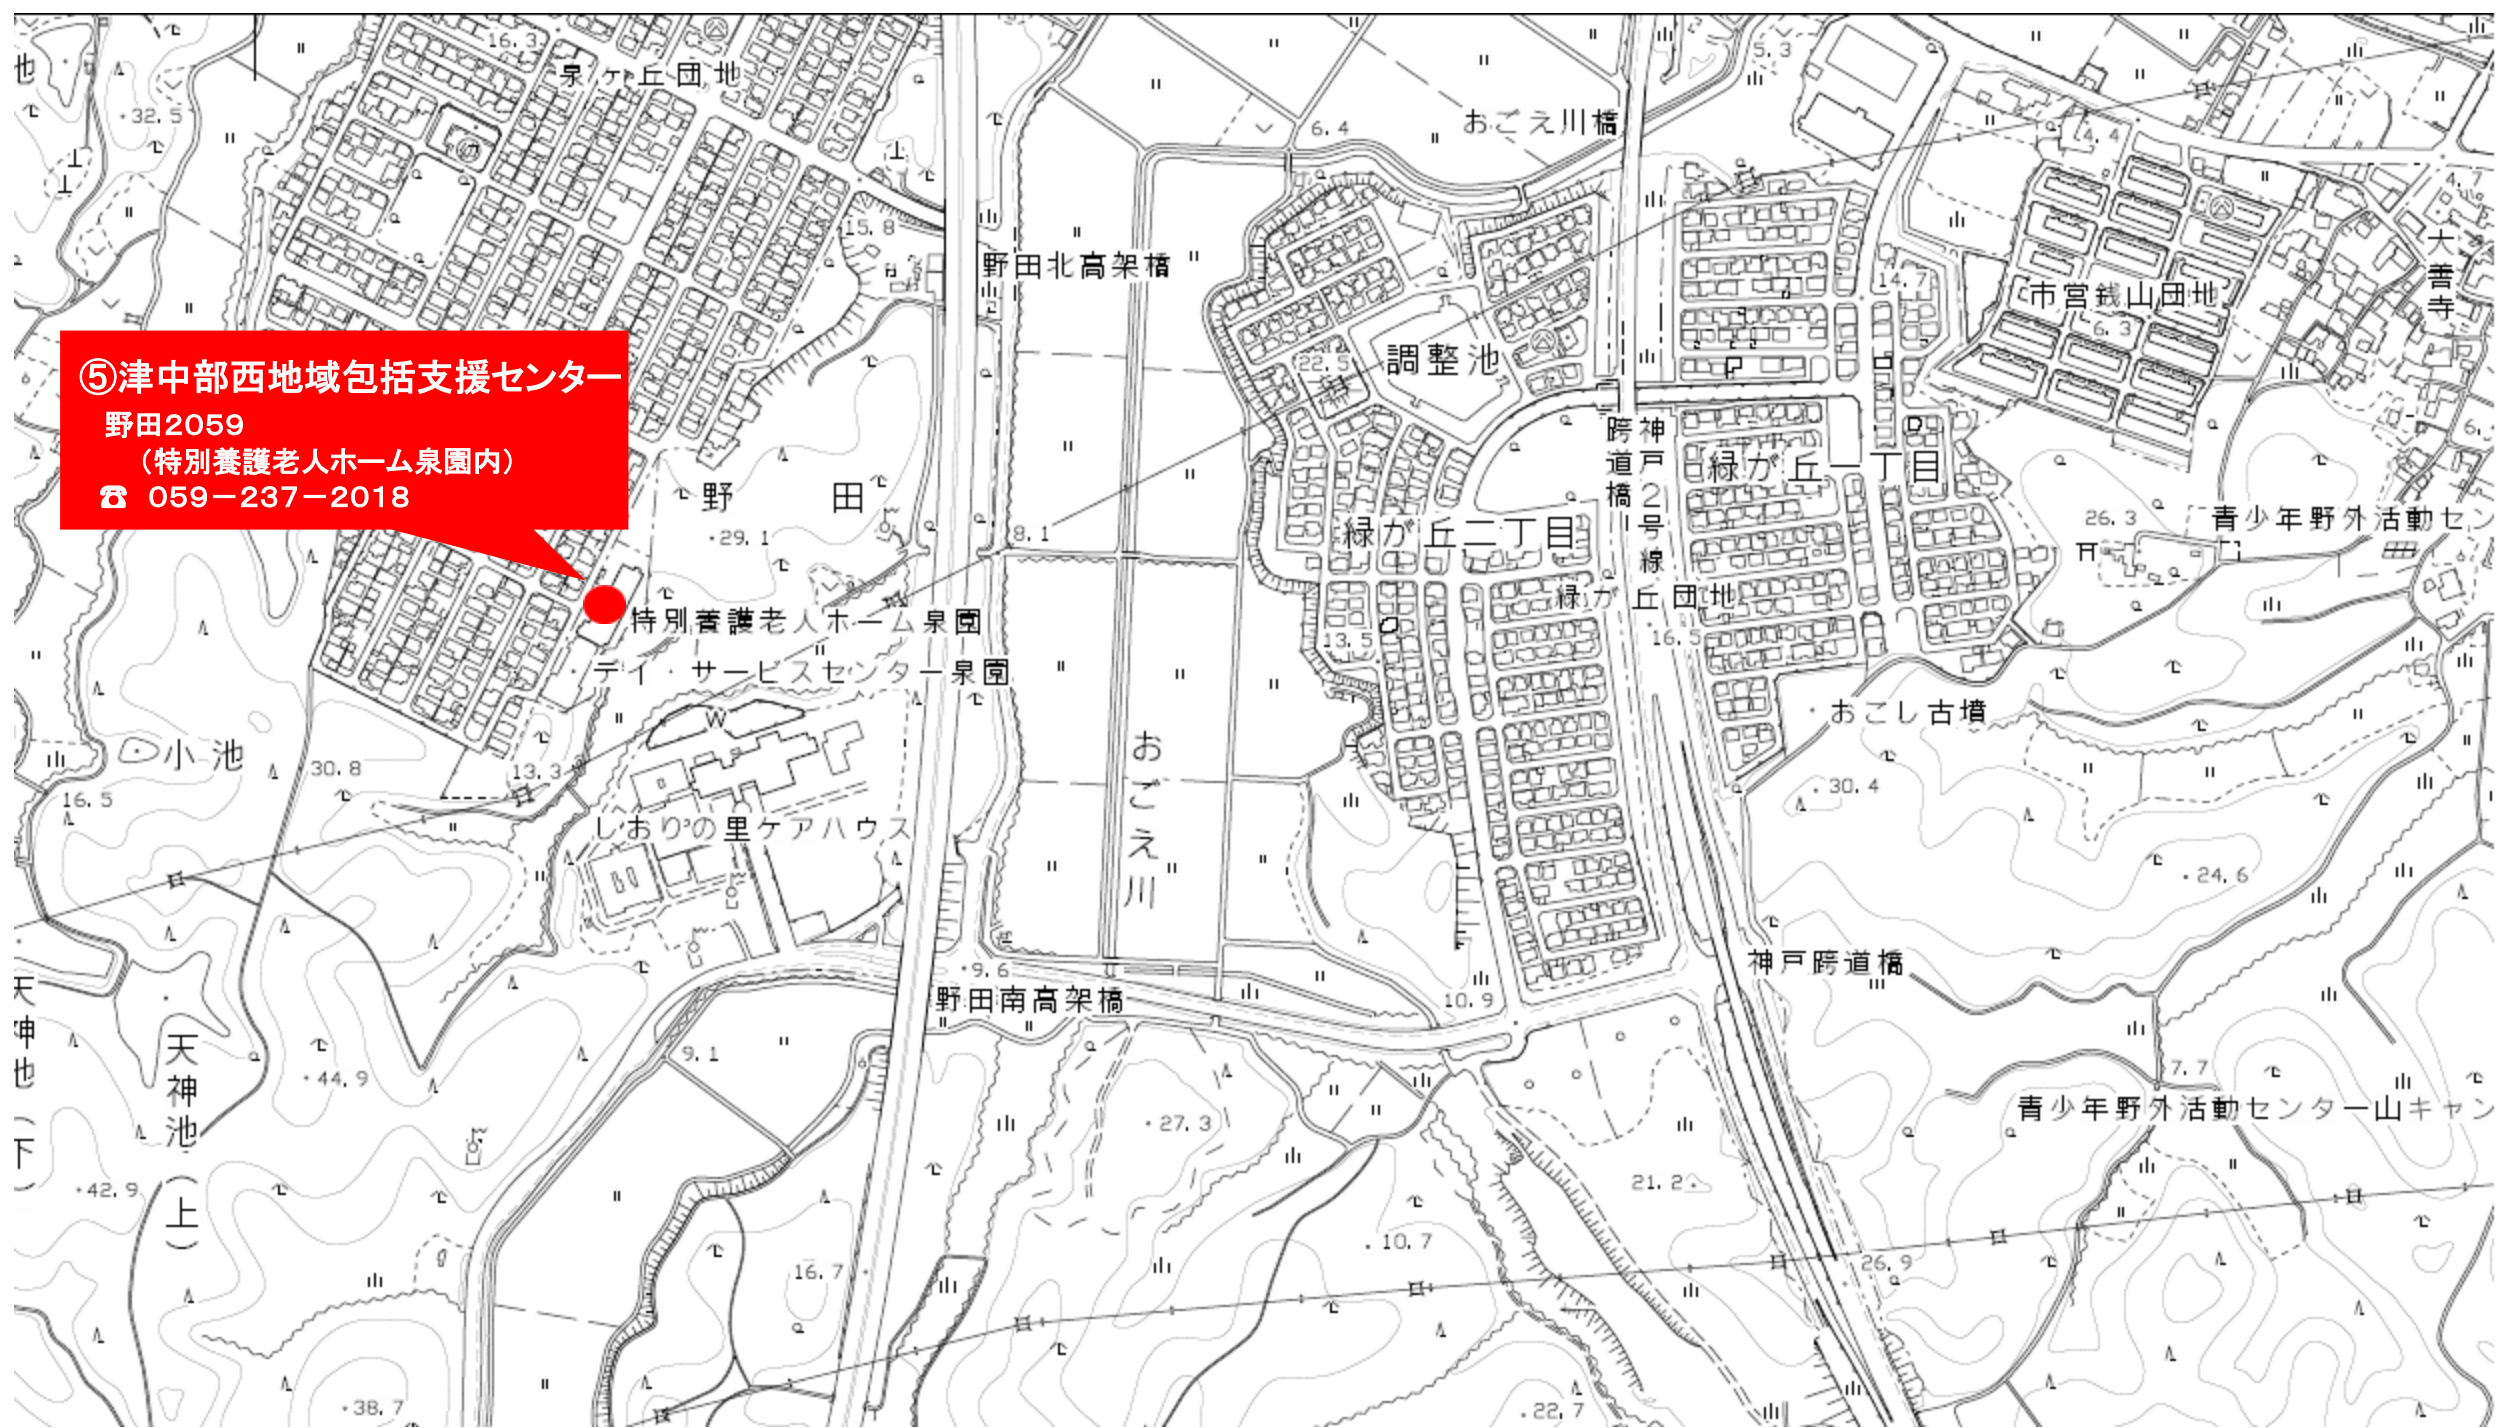 16.3
泉ヶ丘団地
5.3
池
32.5
おごえ川橋
6.4
4.4
4.7
15.8
野田北高架橋
大善寺
14.7
市営銭山団地
6.3
⑤津中部西地域包括支援センター
野田2059
（特別養護老人ホーム泉園内）
☎ 059－237－2018
22.5
調整池
神戸2号線
跨道橋
緑が丘一丁目
野田
29.1
8.1
緑が丘二丁目
26.3
青少年野外活動セン
緑が丘団地
特別養護老人ホーム泉園
13.5
16.5
デイ・サービスセンター泉園
おこし古墳
小池
30.8
13.3
W
16.5
おごえ川
30.4
しおりの里ケアハウス
24.6
神戸跨道橋
9.6
野田南高架橋
10.9
天神池（下）
天神池（上）
9.1
44.9
7.7
27.3
青少年野外活動センター山キャン
42.9
21.2
10.7
16.7
26.9
38.7
22.7